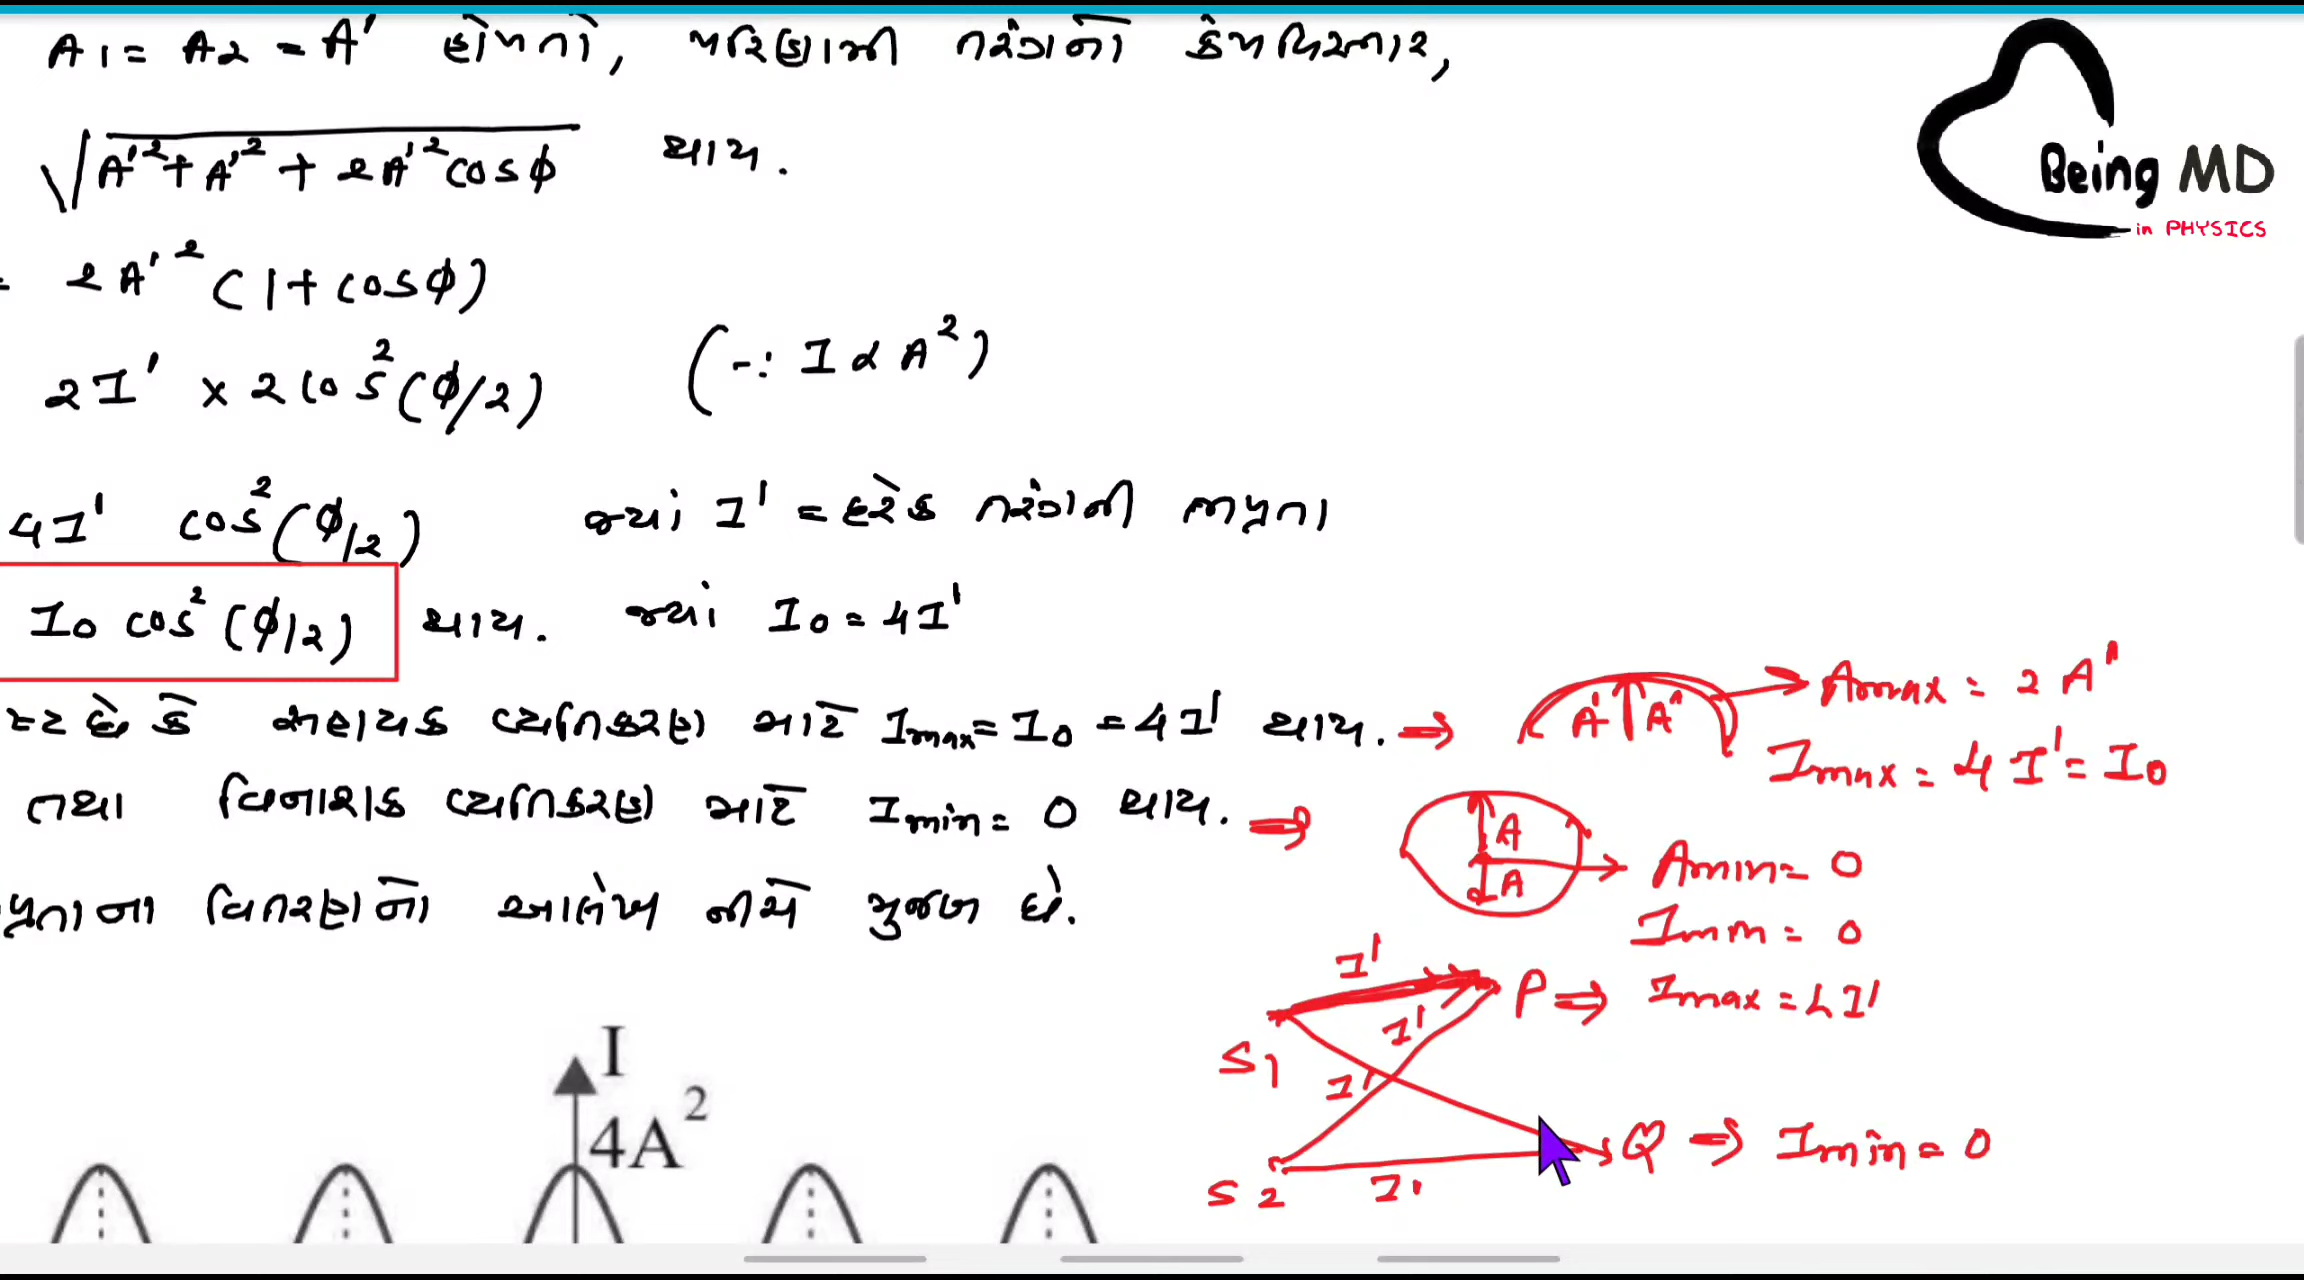 A1 = A2 = A' હોય તો, પરિણામી તરંગનો કંપવિસ્તાર,
√(A'² + A'² + 2A'² cosϕ) થાય.
= 2A'² (1 + cosϕ)
2I' × 2cos²(ϕ/2) (∵ I α A²)
4I' cos²(ϕ/2) જ્યાં I' = દરેક તરંગની તીવ્રતા
I0 cos²(ϕ/2) થાય. જ્યાં I0 = 4I'
છે કે સહાયક વ્યતિકરણ માટે Imax = I0 = 4I' થાય. ⇒
તથા વિનાશક વ્યતિકરણ માટે Imin = 0 થાય. ⇒
વિતરણનો આલેખ નીચે મુજબ છે.
I
4A²
Being MD
in PHYSICS
A' A' → Amax = 2A'
Imax = 4I' = I0
A
A → Amin = 0
Imin = 0
I' I' P ⇒ Imax = 4I'
S1 I'
S2 I' Q ⇒ Imin = 0